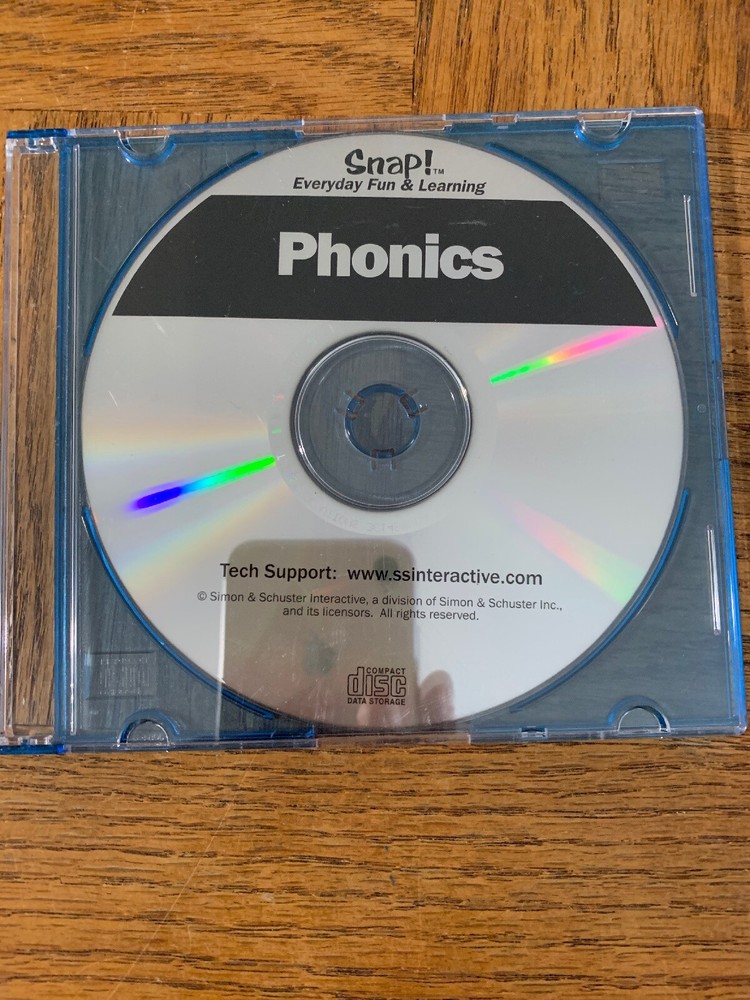 Snap!™
Everyday Fun & Learning
Phonics
Tech Support: www.ssinteractive.com
© Simon & Schuster Interactive, a division of Simon & Schuster Inc.,
and its licensors. All rights reserved.
COMPACT
disc
DATA STORAGE